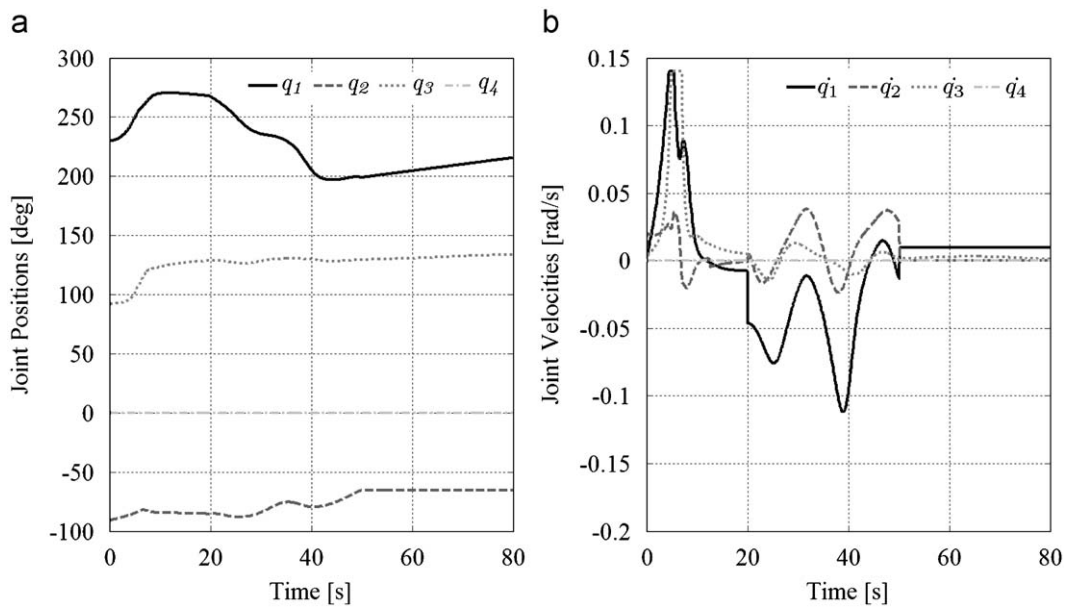 a
300
250
200
150
100
50
0
-50
-100
Joint Positions [deg]
q1 q2 q3 q4
0 20 40 60 80
Time [s]
b
0.15
0.1
0.05
0
-0.05
-0.1
-0.15
-0.2
Joint Velocities [rad/s]
q̇1 q̇2 q̇3 q̇4
0 20 40 60 80
Time [s]